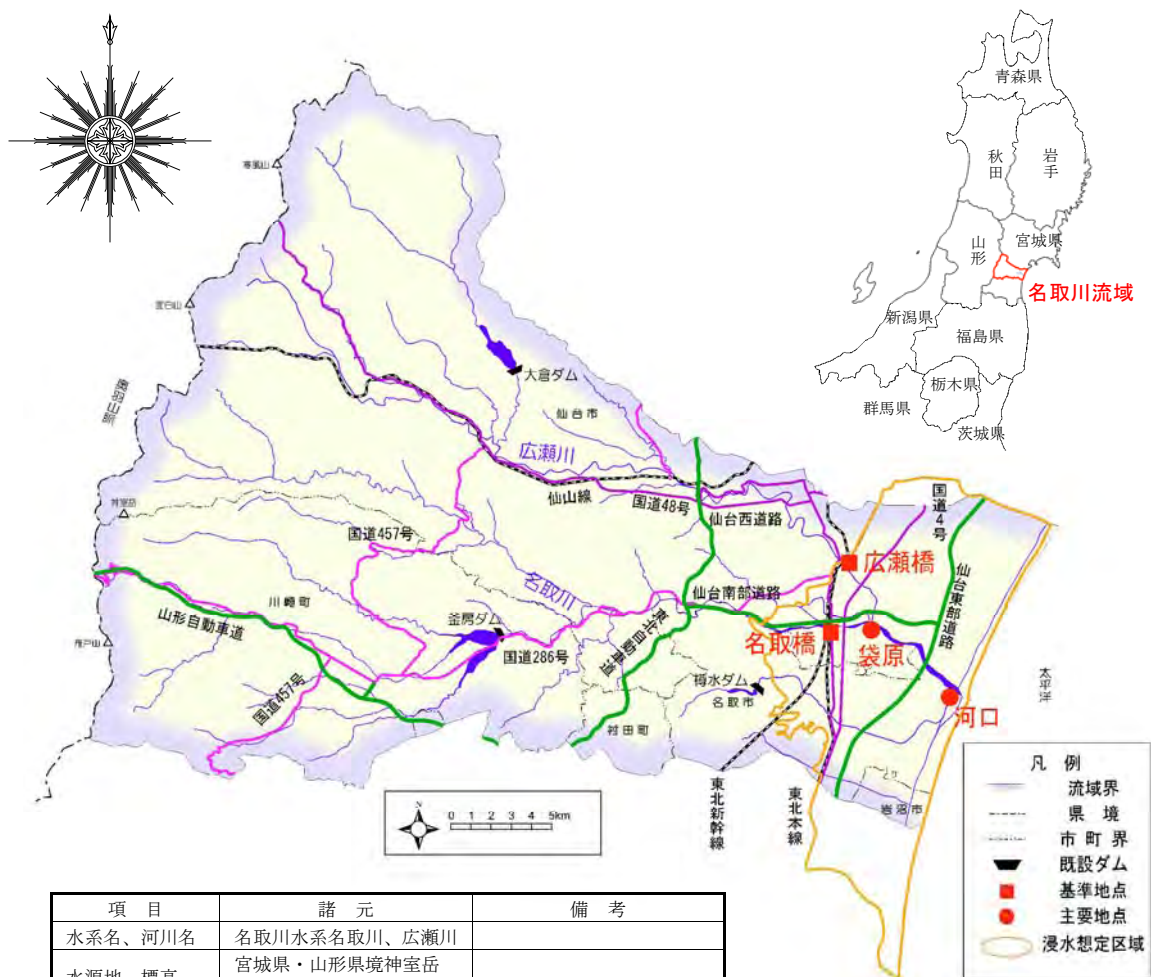 青森県
秋田
岩手
山形
宮城県
名取川流域
新潟県
福島県
栃木県
群馬県
茨城県
大倉ダム
仙台市
広瀬川
仙山線
国道48号
仙台西道路
国道4号
国道457号
名取川
仙台南部道路
広瀬橋
仙台東部道路
川崎町
山形自動車道
釜房ダム
国道286号
東北自動車道
名取橋
袋原
太平洋
国道457号
樽水ダム
名取市
河口
村田町
東北新幹線
東北本線
岩沼市
N
0 1 2 3 4 5km
凡 例
流域界
県 境
市 町 界
既設ダム
基準地点
主要地点
浸水想定区域
項 目 諸 元 備 考
水系名、河川名 名取川水系名取川、広瀬川
宮城県・山形県境神室岳